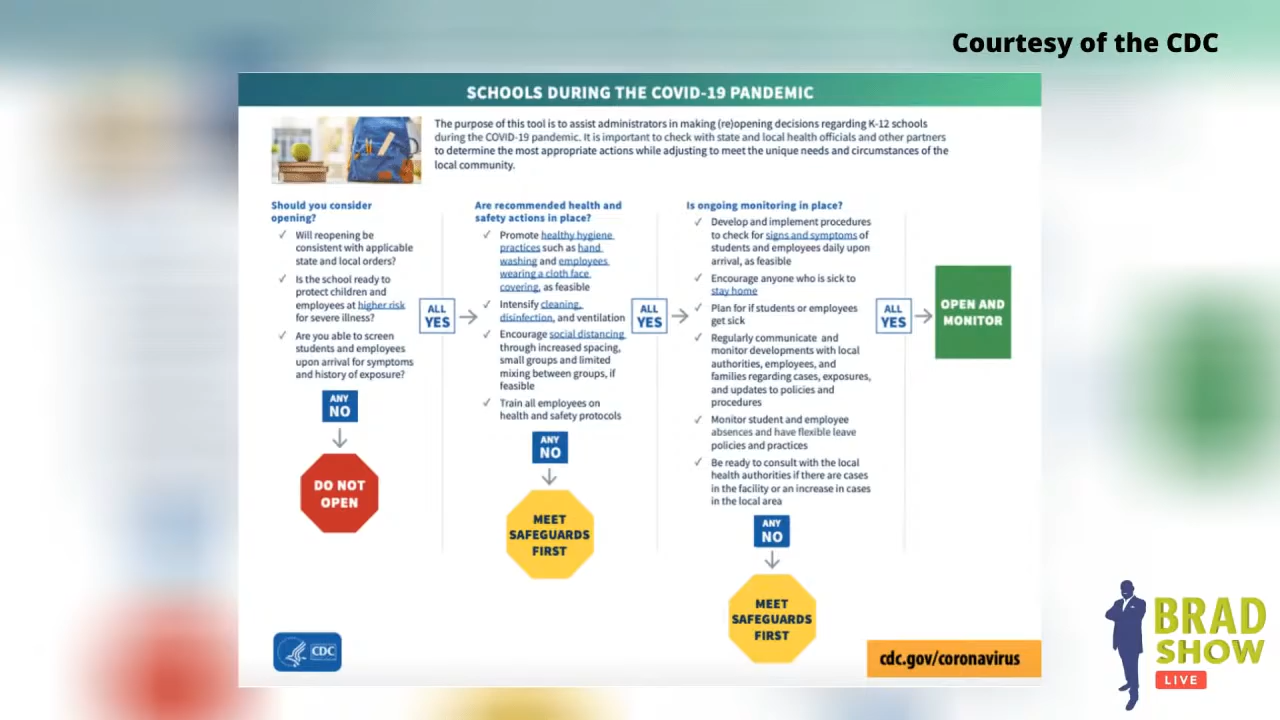 Courtesy of the CDC
SCHOOLS DURING THE COVID-19 PANDEMIC
The purpose of this tool is to assist administrators in making (re)opening decisions regarding K-12 schools
during the COVID-19 pandemic. It is important to check with state and local health officials and other partners
to determine the most appropriate actions while adjusting to meet the unique needs and circumstances of the
local community.
Should you consider
opening?
✓ Will reopening be
consistent with applicable
state and local orders?
✓ Is the school ready to
protect children and
employees at higher risk
for severe illness?
✓ Are you able to screen
students and employees
upon arrival for symptoms
and history of exposure?
ANY
NO
DO NOT
OPEN
ALL
YES
Are recommended health and
safety actions in place?
✓ Promote healthy hygiene
practices such as hand
washing and employees
wearing a cloth face
covering, as feasible
✓ Intensify cleaning,
disinfection, and ventilation
✓ Encourage social distancing
through increased spacing,
small groups and limited
mixing between groups, if
feasible
✓ Train all employees on
health and safety protocols
ANY
NO
MEET
SAFEGUARDS
FIRST
ALL
YES
Is ongoing monitoring in place?
✓ Develop and implement procedures
to check for signs and symptoms of
students and employees daily upon
arrival, as feasible
✓ Encourage anyone who is sick to
stay home
✓ Plan for if students or employees
get sick
✓ Regularly communicate and
monitor developments with local
authorities, employees, and
families regarding cases, exposures,
and updates to policies and
procedures
✓ Monitor student and employee
absences and have flexible leave
policies and practices
✓ Be ready to consult with the local
health authorities if there are cases
in the facility or an increase in cases
in the local area
ANY
NO
MEET
SAFEGUARDS
FIRST
ALL
YES
OPEN AND
MONITOR
CDC
cdc.gov/coronavirus
BRAD
SHOW
LIVE